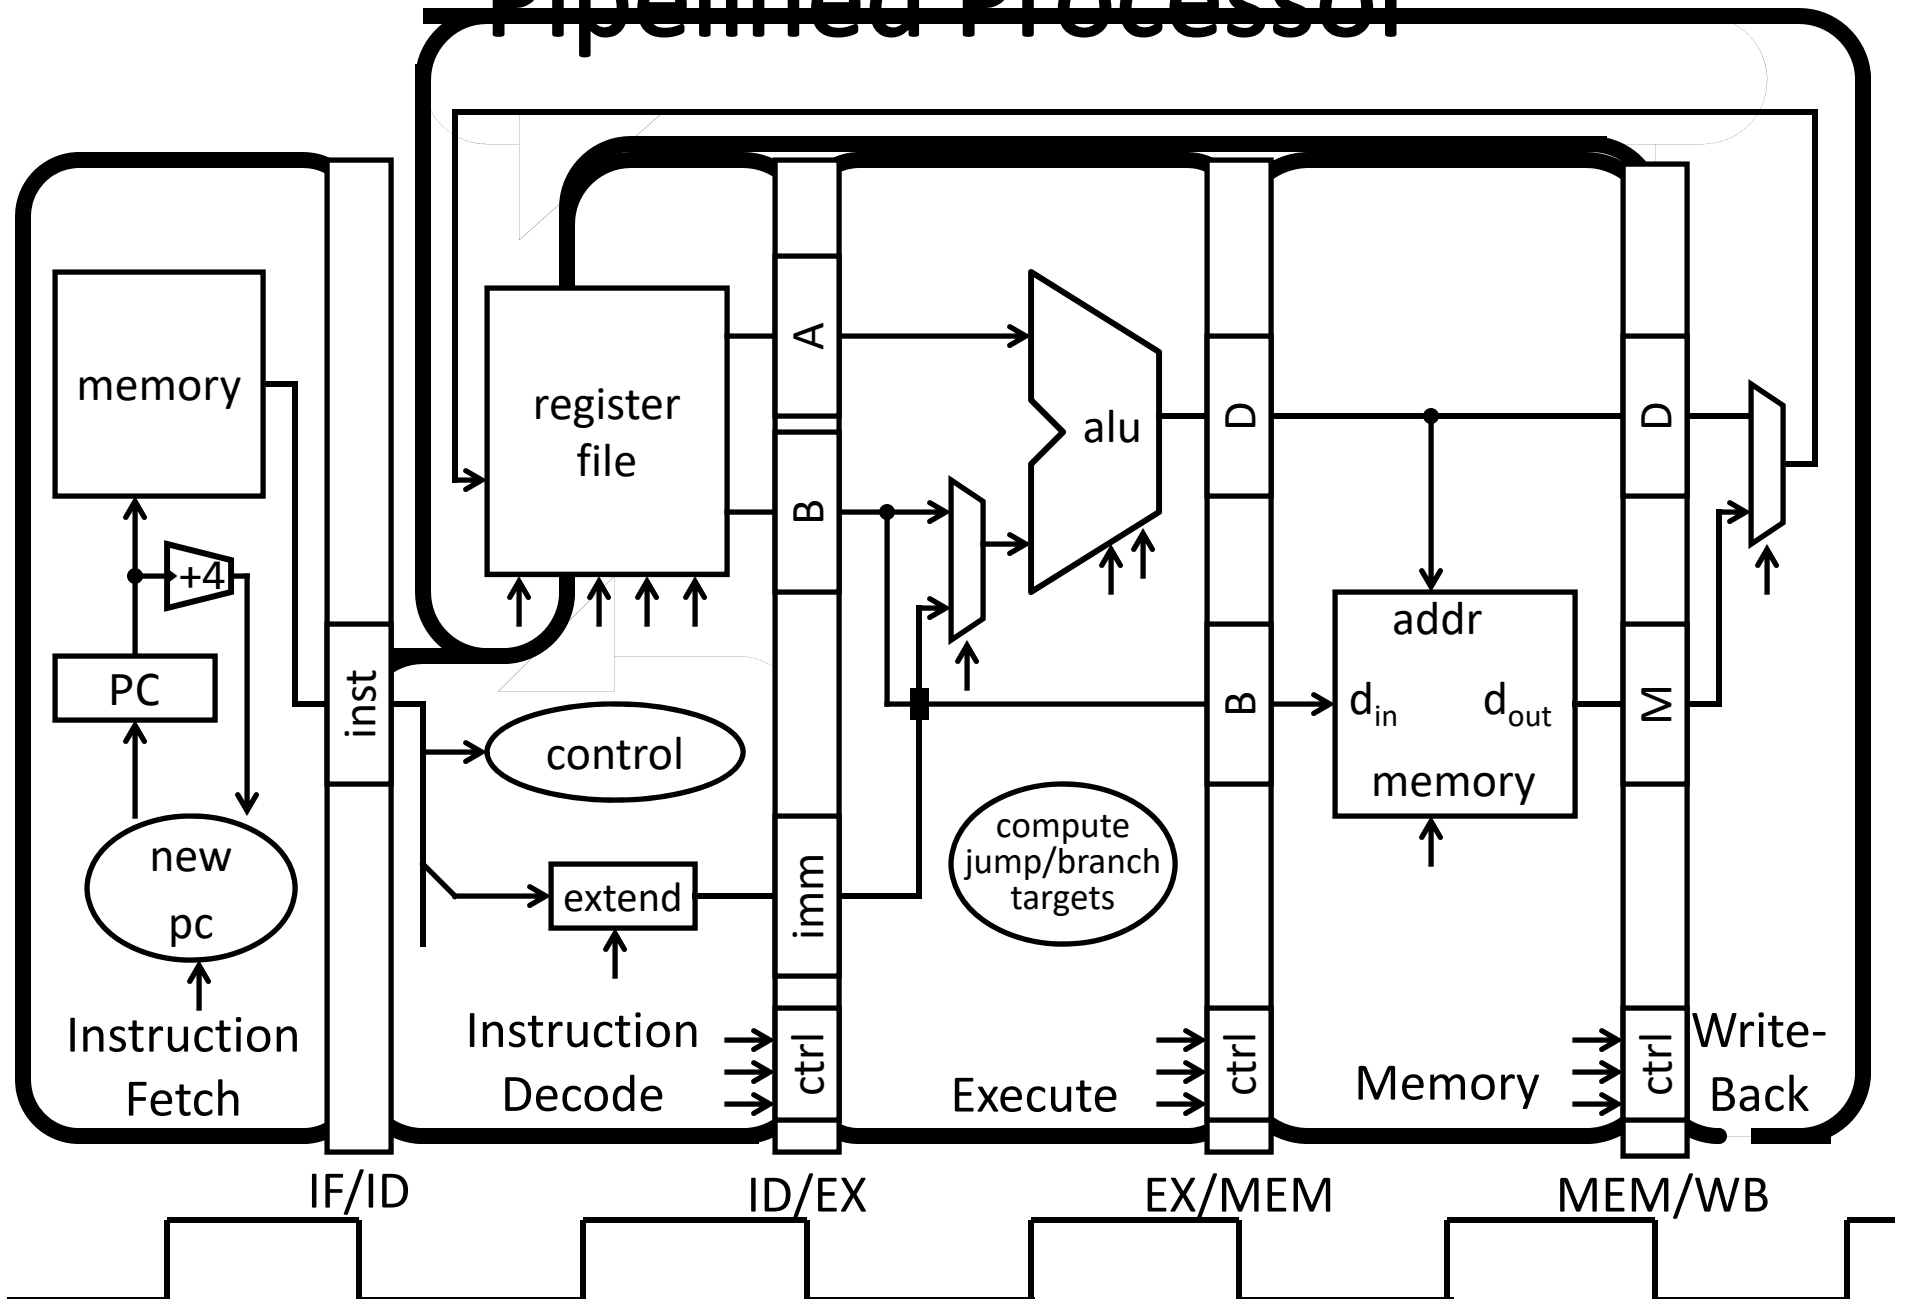 Pipelined Processor
memory
+4
PC
new
pc
Instruction
Fetch
inst
IF/ID
register
file
control
extend
Instruction
Decode
A
B
imm
ctrl
ID/EX
alu
compute
jump/branch
targets
Execute
D
B
ctrl
EX/MEM
addr
d_in
d_out
memory
Memory
D
M
ctrl
MEM/WB
Write-
Back